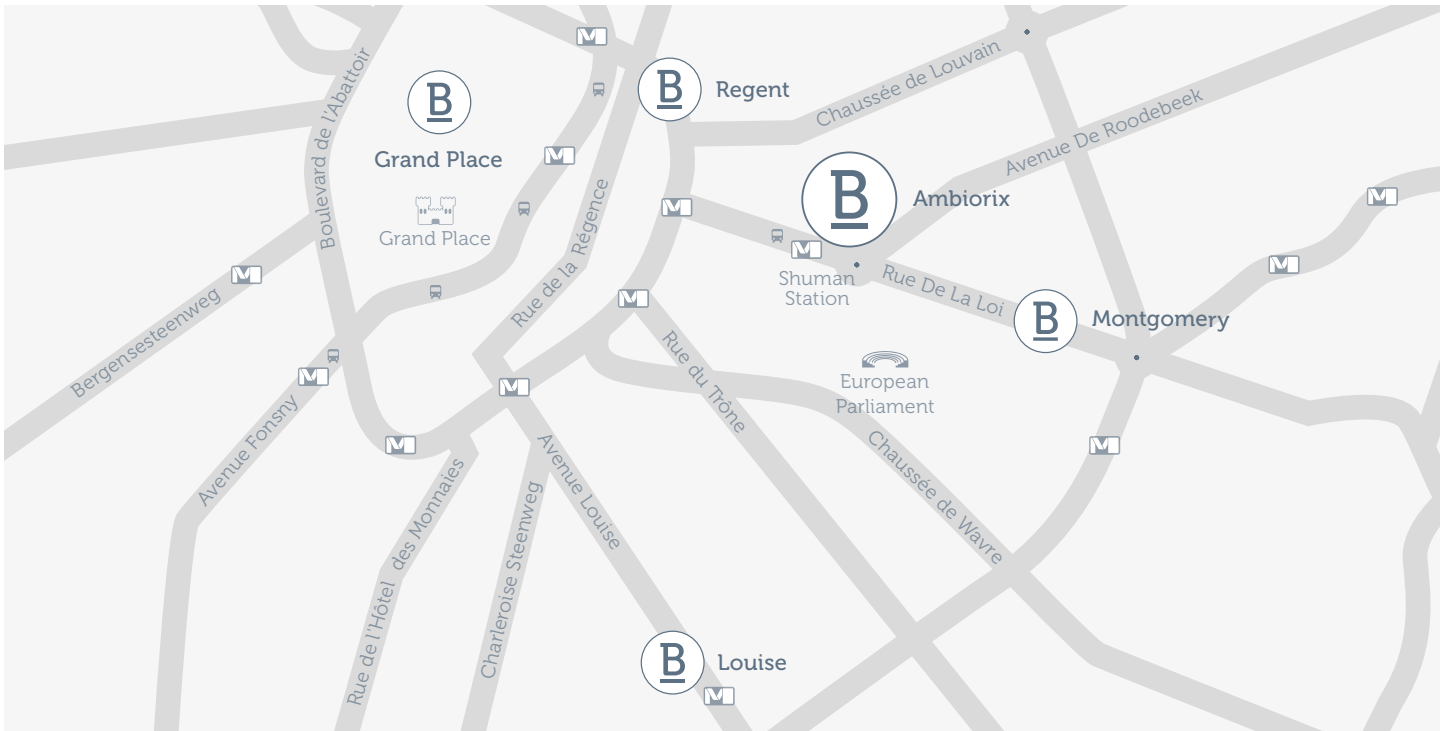 B
Regent
B
Grand Place
Grand Place
Boulevard de l'Abattoir
Chaussée de Louvain
Avenue De Roodebeek
B
Ambiorix
Shuman
Station
Rue De La Loi
B
Montgomery
Rue de la Régence
Bergensesteenweg
Avenue Fonsny
Rue du Trône
European
Parliament
Chaussée de Wavre
Avenue Louise
Rue de l'Hôtel des Monnaies
Charleroise Steenweg
B
Louise
M
M
M
M
M
M
M
M
M
M
M
M
M